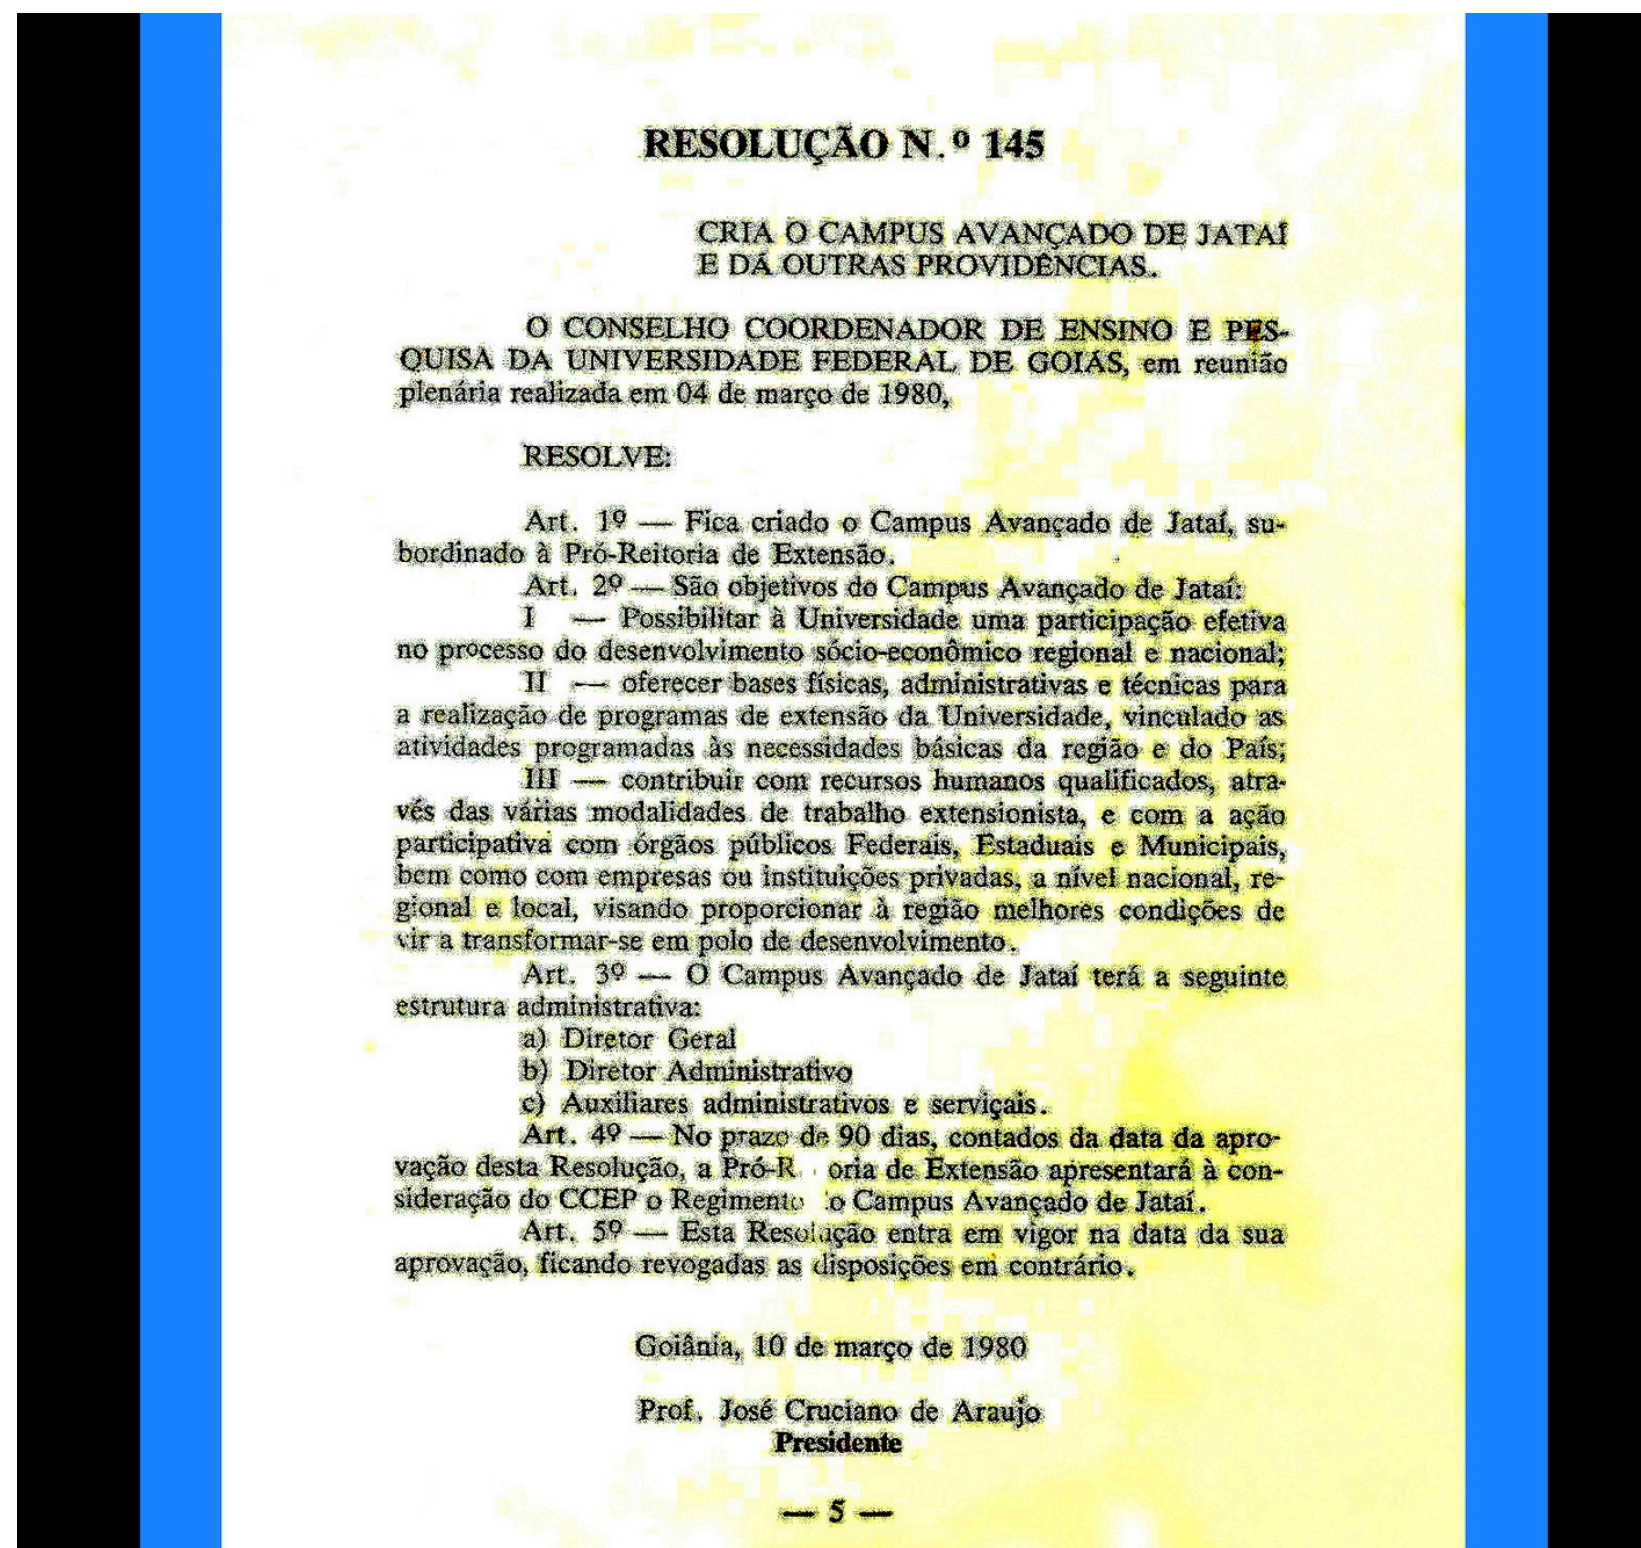 RESOLUÇÃO N.º 145
CRIA O CAMPUS AVANÇADO DE JATAÍ
E DÁ OUTRAS PROVIDÊNCIAS.
O CONSELHO COORDENADOR DE ENSINO E PES-
QUISA DA UNIVERSIDADE FEDERAL DE GOIÁS, em reunião
plenária realizada em 04 de março de 1980,
RESOLVE:
Art. 1º — Fica criado o Campus Avançado de Jataí, su-
bordinado à Pró-Reitoria de Extensão.
Art. 2º — São objetivos do Campus Avançado de Jataí:
I — Possibilitar à Universidade uma participação efetiva
no processo do desenvolvimento sócio-econômico regional e nacional;
II — oferecer bases físicas, administrativas e técnicas para
a realização de programas de extensão da Universidade, vinculado as
atividades programadas às necessidades básicas da região e do País;
III — contribuir com recursos humanos qualificados, atra-
vés das várias modalidades de trabalho extensionista, e com a ação
participativa com órgãos públicos Federais, Estaduais e Municipais,
bem como com empresas ou instituições privadas, a nível nacional, re-
gional e local, visando proporcionar à região melhores condições de
vir a transformar-se em polo de desenvolvimento.
Art. 3º — O Campus Avançado de Jataí terá a seguinte
estrutura administrativa:
a) Diretor Geral
b) Diretor Administrativo
c) Auxiliares administrativos e serviçais.
Art. 4º — No prazo de 90 dias, contados da data da apro-
vação desta Resolução, a Pró-R oria de Extensão apresentará à con-
sideração do CCEP o Regimento o Campus Avançado de Jataí.
Art. 5º — Esta Resolução entra em vigor na data da sua
aprovação, ficando revogadas as disposições em contrário.
Goiânia, 10 de março de 1980
Prof. José Cruciano de Araujo
Presidente
— 5 —